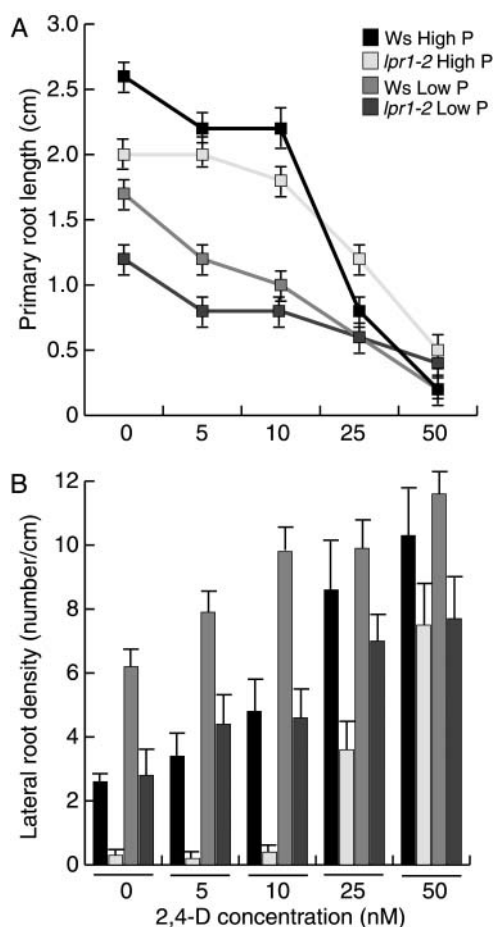 A
Primary root length (cm)
3.0
2.5
2.0
1.5
1.0
0.5
0
Ws High P
lpr1-2 High P
Ws Low P
lpr1-2 Low P
0 5 10 25 50
B
Lateral root density (number/cm)
12
10
8
6
4
2
0
0 5 10 25 50
2,4-D concentration (nM)